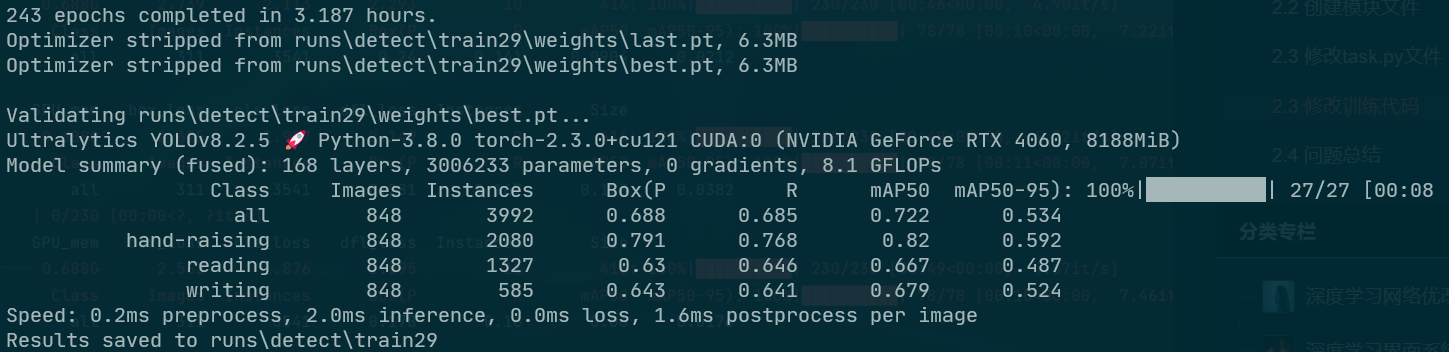 243 epochs completed in 3.187 hours.
Optimizer stripped from runs\detect\train29\weights\last.pt, 6.3MB
Optimizer stripped from runs\detect\train29\weights\best.pt, 6.3MB
Validating runs\detect\train29\weights\best.pt...
Ultralytics YOLOv8.2.5 🚀 Python-3.8.0 torch-2.3.0+cu121 CUDA:0 (NVIDIA GeForce RTX 4060, 8188MiB)
Model summary (fused): 168 layers, 3006233 parameters, 0 gradients, 8.1 GFLOPs
Class Images Instances Box(P R mAP50 mAP50-95): 100%|██████████| 27/27 [00:08
all 848 3992 0.688 0.685 0.722 0.534
hand-raising 848 2080 0.791 0.768 0.82 0.592
reading 848 1327 0.63 0.646 0.667 0.487
writing 848 585 0.643 0.641 0.679 0.524
Speed: 0.2ms preprocess, 2.0ms inference, 0.0ms loss, 1.6ms postprocess per image
Results saved to runs\detect\train29
2.2 创建模块文件
2.3 修改task.py文件
2.3 修改训练代码
2.4 问题总结
分类专栏
深度学习网络优
深度学习界面系统